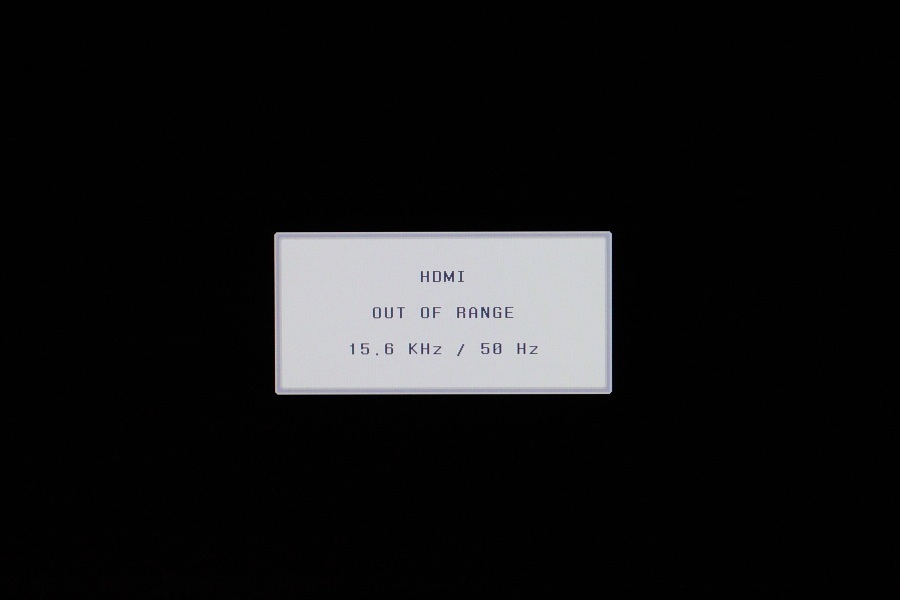 HDMI
OUT OF RANGE
15.6 KHz / 50 Hz